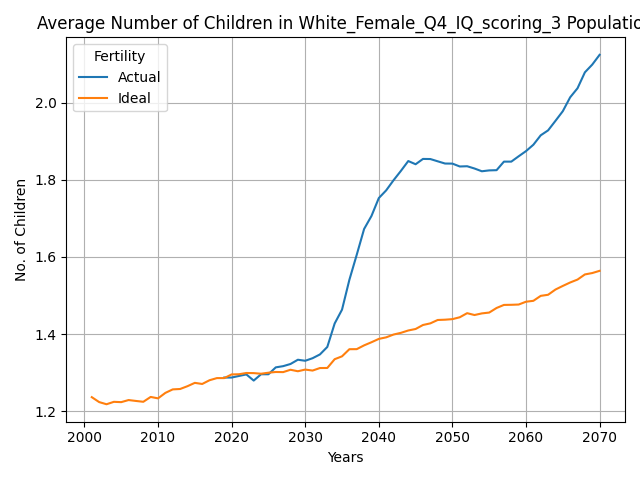 Average Number of Children in White_Female_Q4_IQ_scoring_3 Populatio
Fertility
Actual
Ideal
No. of Children
2.0
1.8
1.6
1.4
1.2
2000 2010 2020 2030 2040 2050 2060 2070
Years